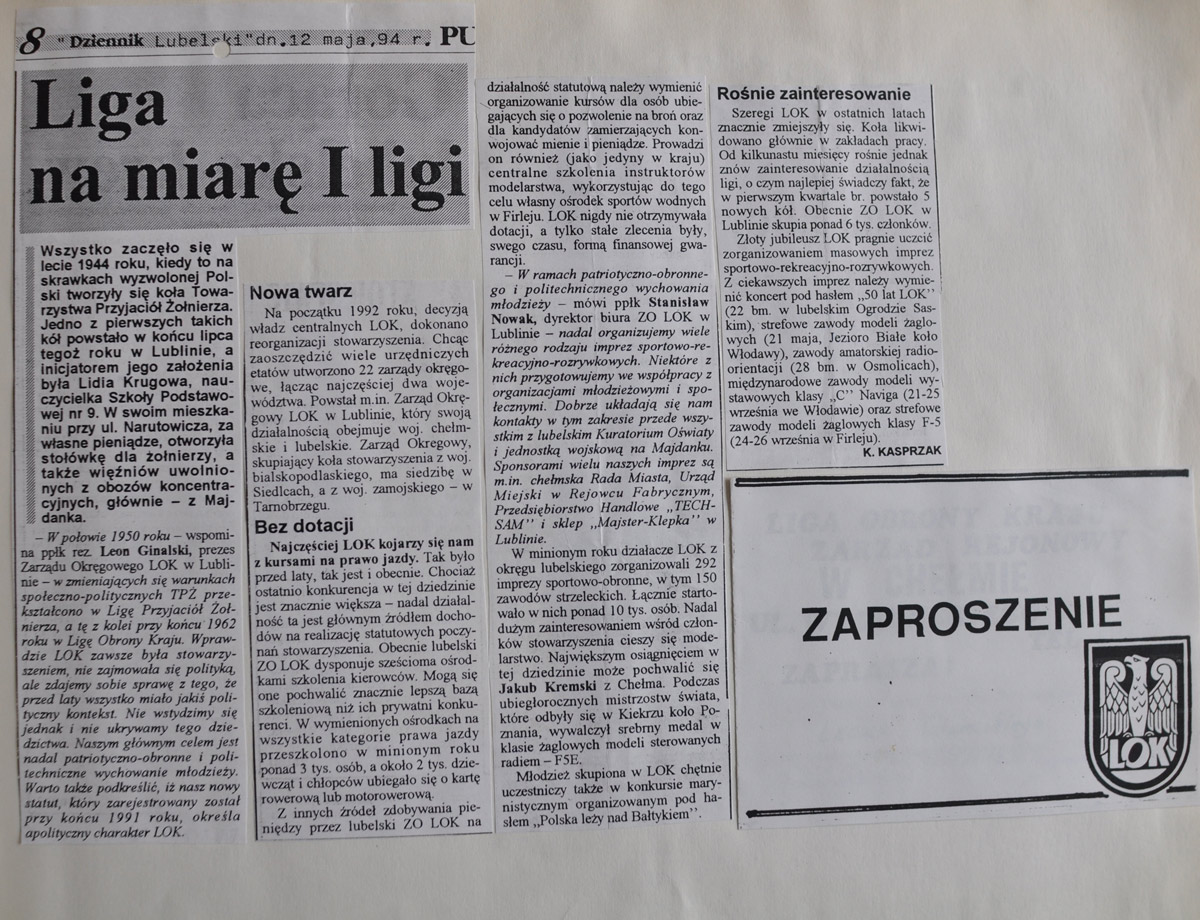 8 "Dziennik Lubelski"dn.12 maja,94 r. PU
Liga
na miarę I ligi
Wszystko zaczęło się w
lecie 1944 roku, kiedy to na
skrawkach wyzwolonej Pol-
ski tworzyły się koła Towa-
rzystwa Przyjaciół Żołnierza.
Jedno z pierwszych takich
kół powstało w końcu lipca
tegoż roku w Lublinie, a
inicjatorem jego założenia
była Lidia Krugowa, nau-
czycielka Szkoły Podstawo-
wej nr 9. W swoim mieszka-
niu przy ul. Narutowicza, za
własne pieniądze, otworzyła
stołówkę dla żołnierzy, a
także więźniów uwolnio-
nych z obozów koncentra-
cyjnych, głównie – z Maj-
danka.
– W połowie 1950 roku – wspomi-
na ppłk rez. Leon Ginalski, prezes
Zarządu Okręgowego LOK w Lubli-
nie – w zmieniających się warunkach
społeczno-politycznych TPŻ prze-
kształcono w Ligę Przyjaciół Żoł-
nierza, a tę z kolei przy końcu 1962
roku w Ligę Obrony Kraju. Wpraw-
dzie LOK zawsze była stowarzy-
szeniem, nie zajmowała się polityką,
ale zdajemy sobie sprawę z tego, że
przed laty wszystko miało jakiś poli-
tyczny kontekst. Nie wstydzimy się
jednak i nie ukrywamy tego dzie-
dzictwa. Naszym głównym celem jest
nadal patriotyczno-obronne i poli-
techniczne wychowanie młodzieży.
Warto także podkreślić, iż nasz nowy
statut, który zarejestrowany został
przy końcu 1991 roku, określa
apolityczny charakter LOK.
Nowa twarz
Na początku 1992 roku, decyzją
władz centralnych LOK, dokonano
reorganizacji stowarzyszenia. Chcąc
zaoszczędzić wiele urzędniczych
etatów utworzono 22 zarządy okręgo-
we, łącząc najczęściej dwa woje-
wództwa. Powstał m.in. Zarząd Okrę-
gowy LOK w Lublinie, który swoją
działalnością obejmuje woj. chełm-
skie i lubelskie. Zarząd Okręgowy,
skupiający koła stowarzyszenia z woj.
bialskopodlaskiego, ma siedzibę w
Siedlcach, a z woj. zamojskiego – w
Tarnobrzegu.
Bez dotacji
Najczęściej LOK kojarzy się nam
z kursami na prawo jazdy. Tak było
przed laty, tak jest i obecnie. Chociaż
ostatnio konkurencja w tej dziedzinie
jest znacznie większa – nadal działal-
ność ta jest głównym źródłem docho-
dów na realizację statutowych poczy-
nań stowarzyszenia. Obecnie lubelski
ZO LOK dysponuje sześcioma ośrod-
kami szkolenia kierowców. Mogą się
one pochwalić znacznie lepszą bazą
szkoleniową niż ich prywatni konku-
renci. W wymienionych ośrodkach na
wszystkie kategorie prawa jazdy
przeszkolono w minionym roku
ponad 3 tys. osób, a około 2 tys. dzie-
wcząt i chłopców ubiegało się o kartę
rowerową lub motorowerową.
Z innych źródeł zdobywania pie-
niędzy przez lubelski ZO LOK na
działalność statutową należy wymienić
organizowanie kursów dla osób ubie-
gających się o pozwolenie na broń oraz
dla kandydatów zamierzających kon-
wojować mienie i pieniądze. Prowadzi
on również (jako jedyny w kraju)
centralne szkolenia instruktorów
modelarstwa, wykorzystując do tego
celu własny ośrodek sportów wodnych
w Firleju. LOK nigdy nie otrzymywała
dotacji, a tylko stałe zlecenia były,
swego czasu, formą finansowej gwa-
rancji.
– W ramach patriotyczno-obronne-
go i politechnicznego wychowania
młodzieży – mówi ppłk Stanisław
Nowak, dyrektor biura ZO LOK w
Lublinie – nadal organizujemy wiele
różnego rodzaju imprez sportowo-re-
kreacyjno-rozrywkowych. Niektóre z
nich przygotowujemy we współpracy z
organizacjami młodzieżowymi i spo-
łecznymi. Dobrze układają się nam
kontakty w tym zakresie przede wszy-
stkim z lubelskim Kuratorium Oświaty
i jednostką wojskową na Majdanku.
Sponsorami wielu naszych imprez są
m.in. chełmska Rada Miasta, Urząd
Miejski w Rejowcu Fabrycznym,
Przedsiębiorstwo Handlowe „TECH-
SAM” i sklep „Majster-Klepka” w
Lublinie.
W minionym roku działacze LOK z
okręgu lubelskiego zorganizowali 292
imprezy sportowo-obronne, w tym 150
zawodów strzeleckich. Łącznie starto-
wało w nich ponad 10 tys. osób. Nadal
dużym zainteresowaniem wśród człon-
ków stowarzyszenia cieszy się mode-
larstwo. Największym osiągnięciem w
tej dziedzinie może pochwalić się
Jakub Kremski z Chełma. Podczas
ubiegłorocznych mistrzostw świata,
które odbyły się w Kiekrzu koło Po-
znania, wywalczył srebrny medal w
klasie żaglowych modeli sterowanych
radiem – F5E.
Młodzież skupiona w LOK chętnie
uczestniczy także w konkursie mary-
nistycznym organizowanym pod ha-
słem „Polska leży nad Bałtykiem”.
Rośnie zainteresowanie
Szeregi LOK w ostatnich latach
znacznie zmiejszyły się. Koła likwi-
dowano głównie w zakładach pracy.
Od kilkunastu miesięcy rośnie jednak
znów zainteresowanie działalnością
ligi, o czym najlepiej świadczy fakt, że
w pierwszym kwartale br. powstało 5
nowych kół. Obecnie ZO LOK w
Lublinie skupia ponad 6 tys. członków.
Złoty jubileusz LOK pragnie uczcić
zorganizowaniem masowych imprez
sportowo-rekreacyjno-rozrywkowych.
Z ciekawszych imprez należy wymie-
nić koncert pod hasłem „50 lat LOK”
(22 bm. w lubelskim Ogrodzie Sas-
kim), strefowe zawody modeli żaglo-
wych (21 maja, Jezioro Białe koło
Włodawy), zawody amatorskiej radio-
orientacji (28 bm. w Osmolicach),
międzynarodowe zawody modeli wy-
stawowych klasy „C” Naviga (21-25
września we Włodawie) oraz strefowe
zawody modeli żaglowych klasy F-5
(24-26 września w Firleju).
K. KASPRZAK
ZAPROSZENIE
LOK